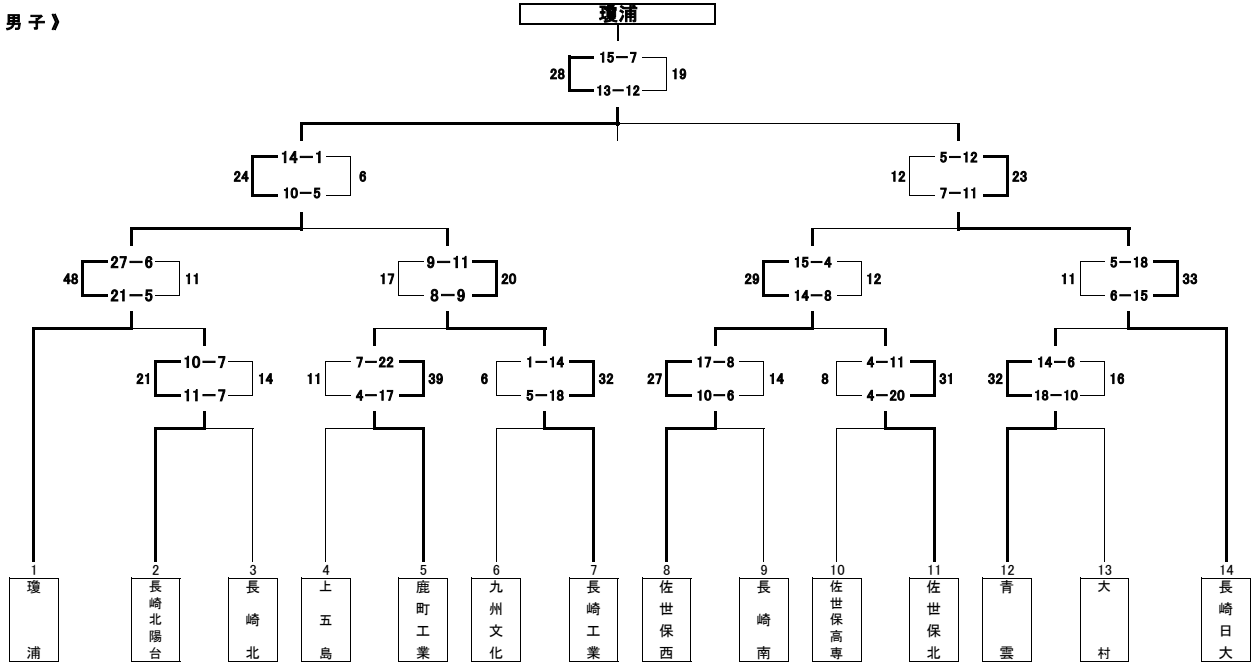 男子》
瓊浦
15－7
28 19
13－12
14－1 5－12
24 6 12 23
10－5 7－11
27－6 9－11 15－4 5－18
48 11 17 20 29 12 11 33
21－5 8－9 14－8 6－15
10－7 7－22 1－14 17－8 4－11 14－6
21 14 11 39 6 32 27 14 8 31 32 16
11－7 4－17 5－18 10－6 4－20 18－10
1 2 3 4 5 6 7 8 9 10 11 12 13 14
瓊浦
長崎北陽台
長崎北
上五島
鹿町工業
九州文化
長崎工業
佐世保西
長崎南
佐世保高専
佐世保北
青雲
大村
長崎日大